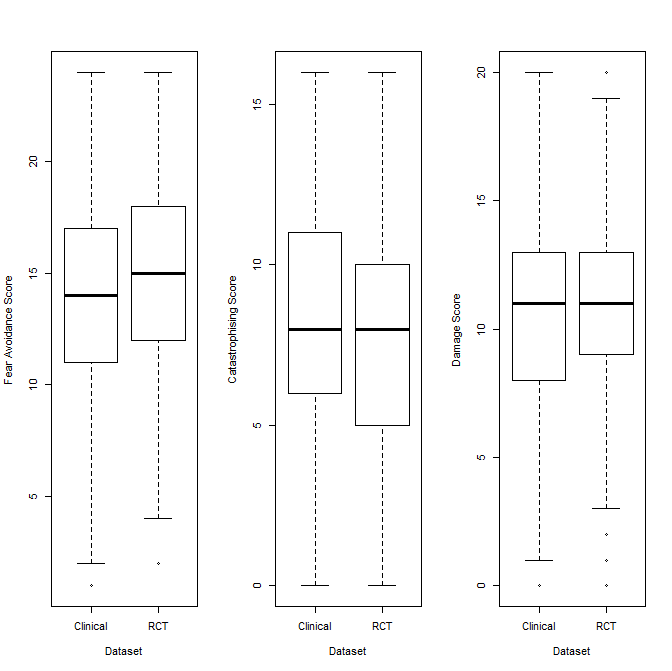 Fear Avoidance Score
5
10
15
20
Clinical
RCT
Dataset
Catastrophising Score
0
5
10
15
Clinical
RCT
Dataset
Damage Score
0
5
10
15
20
Clinical
RCT
Dataset